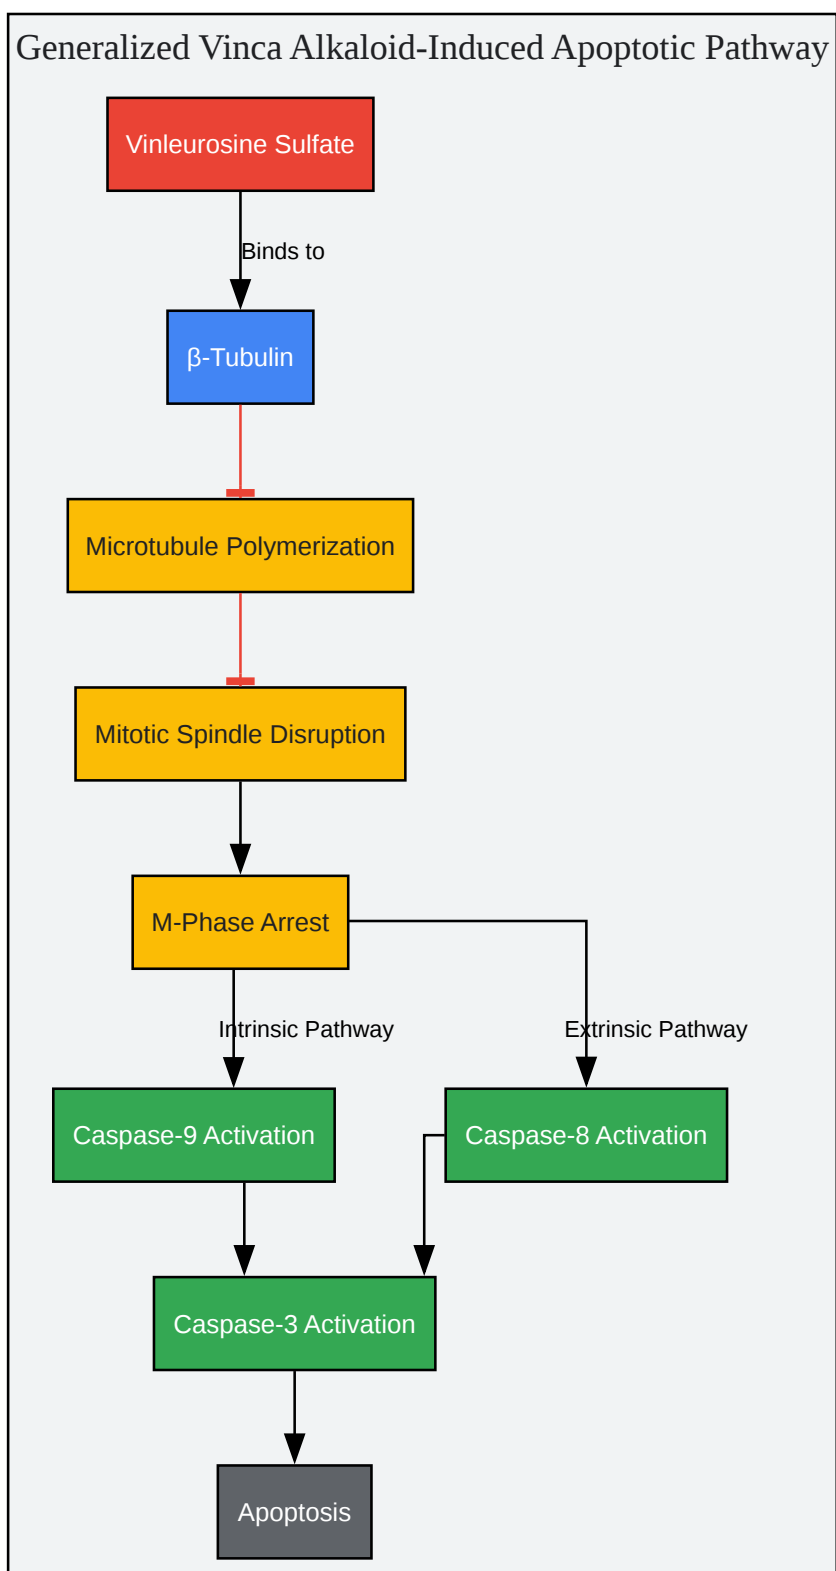 Generalized Vinca Alkaloid-Induced Apoptotic Pathway
Vinleurosine Sulfate
Binds to
β-Tubulin
Microtubule Polymerization
Mitotic Spindle Disruption
M-Phase Arrest
Intrinsic Pathway
Extrinsic Pathway
Caspase-9 Activation
Caspase-8 Activation
Caspase-3 Activation
Apoptosis